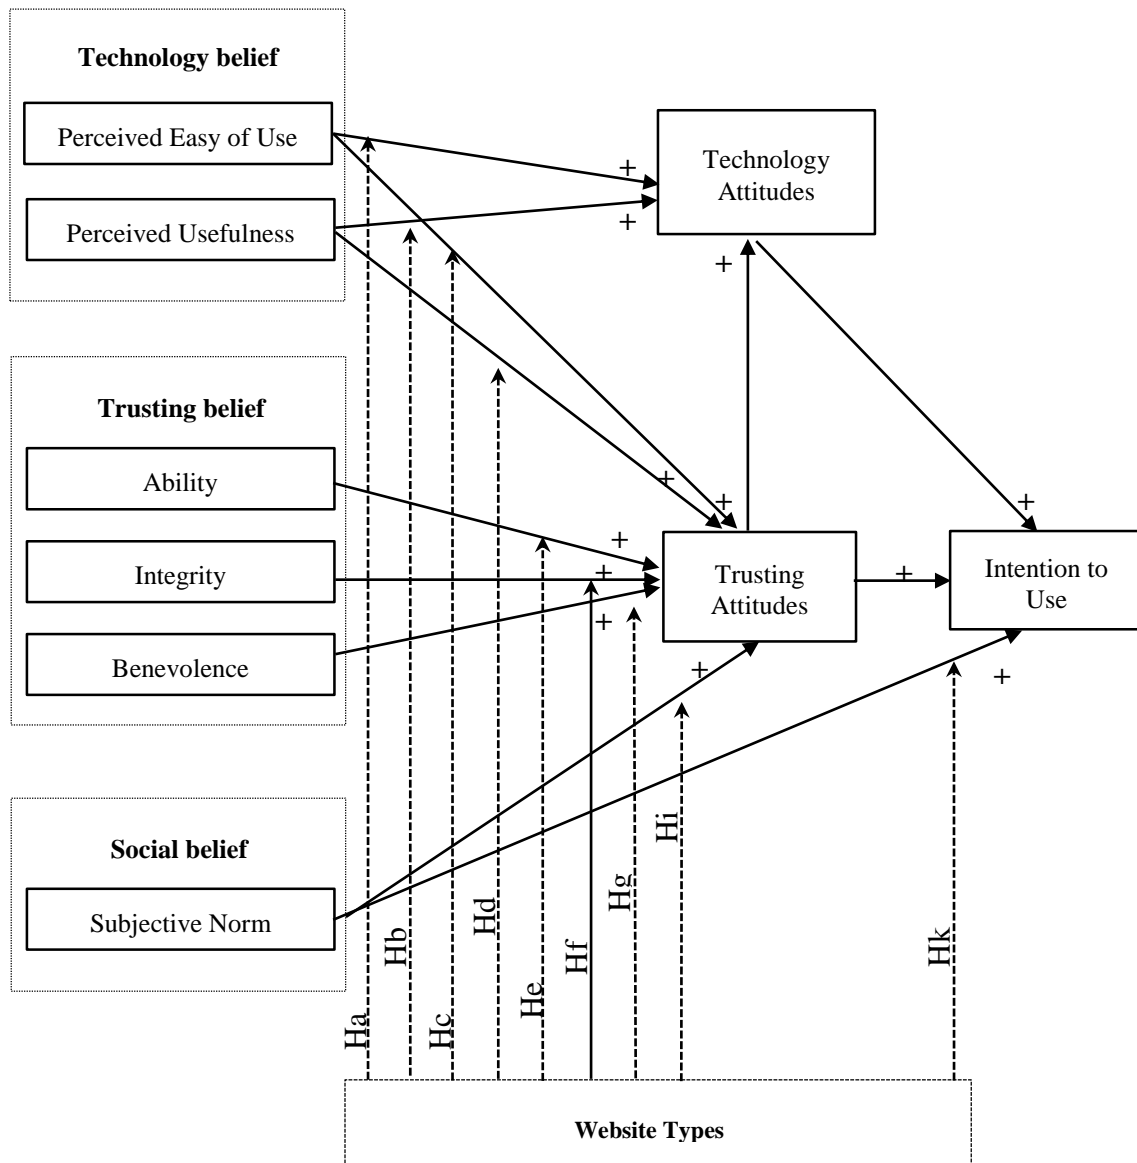 Technology belief
Perceived Easy of Use
Perceived Usefulness
Technology
Attitudes
+
+
+
Trusting belief
Ability
Integrity
Benevolence
+
+
+
+
+
Trusting
Attitudes
+
+
Intention to
Use
+
+
Social belief
Subjective Norm
Ha
Hb
Hc
Hd
He
Hf
Hg
Hi
Hk
Website Types